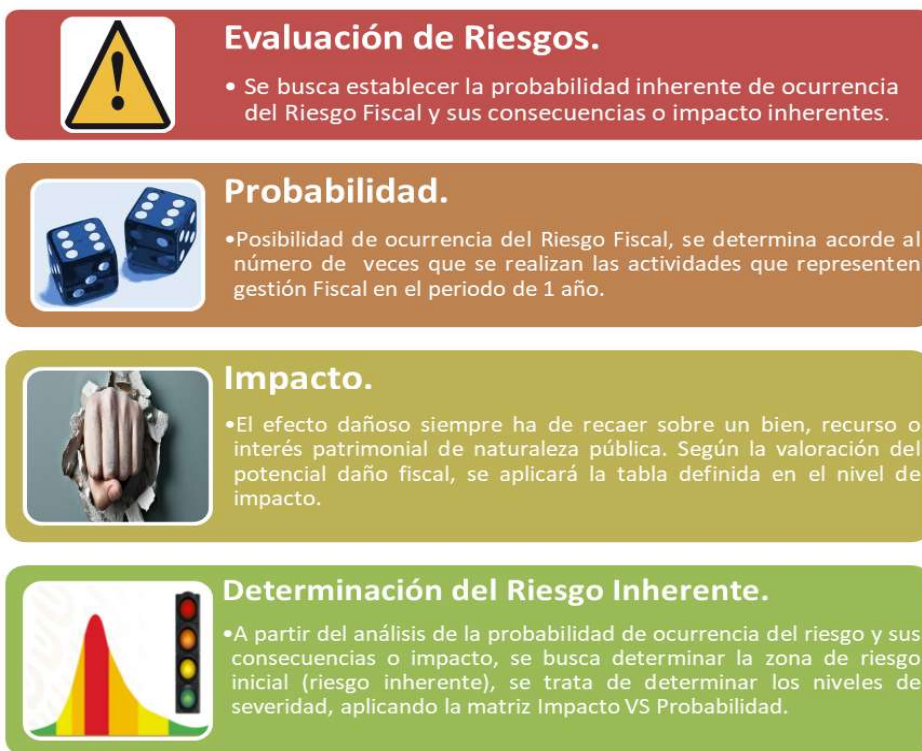 Evaluación de Riesgos.
• Se busca establecer la probabilidad inherente de ocurrencia
del Riesgo Fiscal y sus consecuencias o impacto inherentes.
Probabilidad.
•Posibilidad de ocurrencia del Riesgo Fiscal, se determina acorde al
número de veces que se realizan las actividades que representen
gestión Fiscal en el periodo de 1 año.
Impacto.
•El efecto dañoso siempre ha de recaer sobre un bien, recurso o
interés patrimonial de naturaleza pública. Según la valoración del
potencial daño fiscal, se aplicará la tabla definida en el nivel de
impacto.
Determinación del Riesgo Inherente.
•A partir del análisis de la probabilidad de ocurrencia del riesgo y sus
consecuencias o impacto, se busca determinar la zona de riesgo
inicial (riesgo inherente), se trata de determinar los niveles de
severidad, aplicando la matriz Impacto VS Probabilidad.